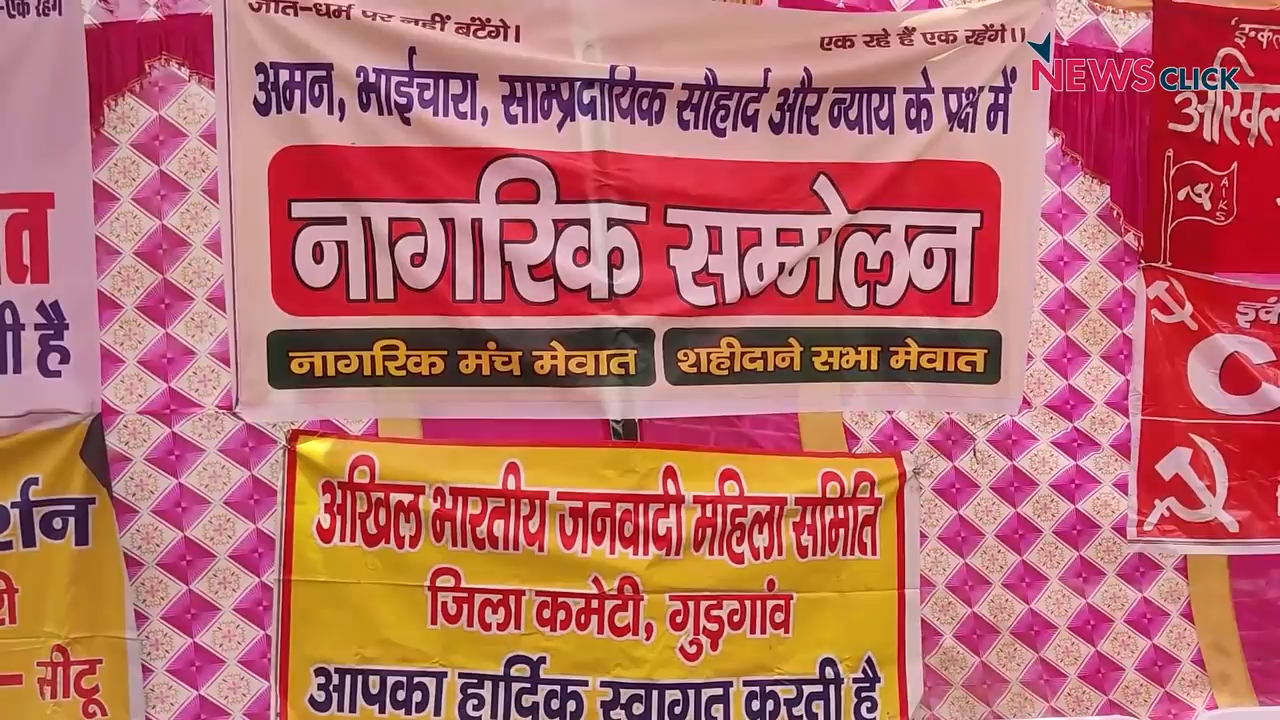 जात-धर्म पर नहीं बँटेंगे।
एक रहे हैं एक रहेंगे।।
अमन, भाईचारा, साम्प्रदायिक सौहार्द और न्याय के पक्ष में
नागरिक सम्मेलन
नागरिक मंच मेवात
शहीदाने सभा मेवात
अखिल भारतीय जनवादी महिला समिति
जिला कमेटी, गुड़गांव
आपका हार्दिक स्वागत करती है
NEWSCLICK
है
सीटू
AIKS